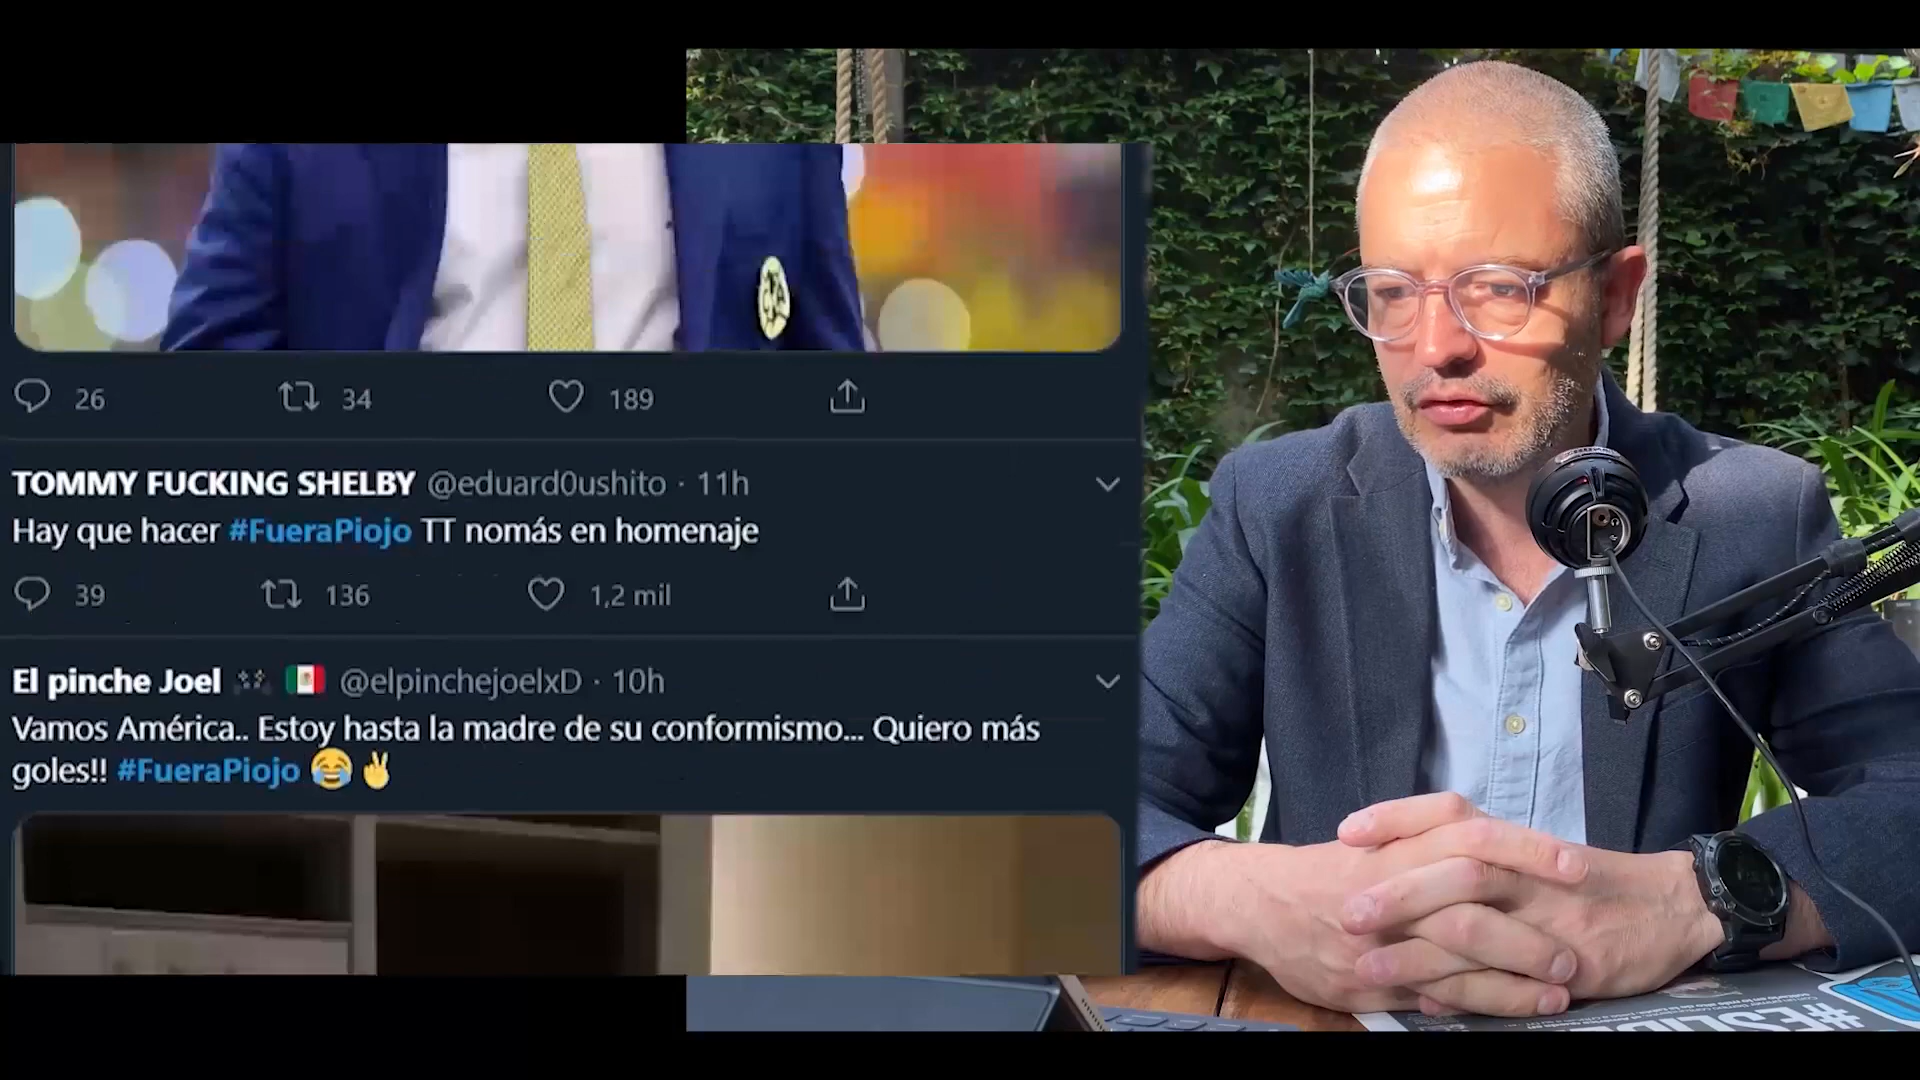 26 34 189
TOMMY FUCKING SHELBY @eduard0ushito · 11h
Hay que hacer #FueraPiojo TT nomás en homenaje
39 136 1,2 mil
El pinche Joel 🇲🇽 @elpinchejoelxD · 10h
Vamos América.. Estoy hasta la madre de su conformismo... Quiero más
goles!! #FueraPiojo 😂✌